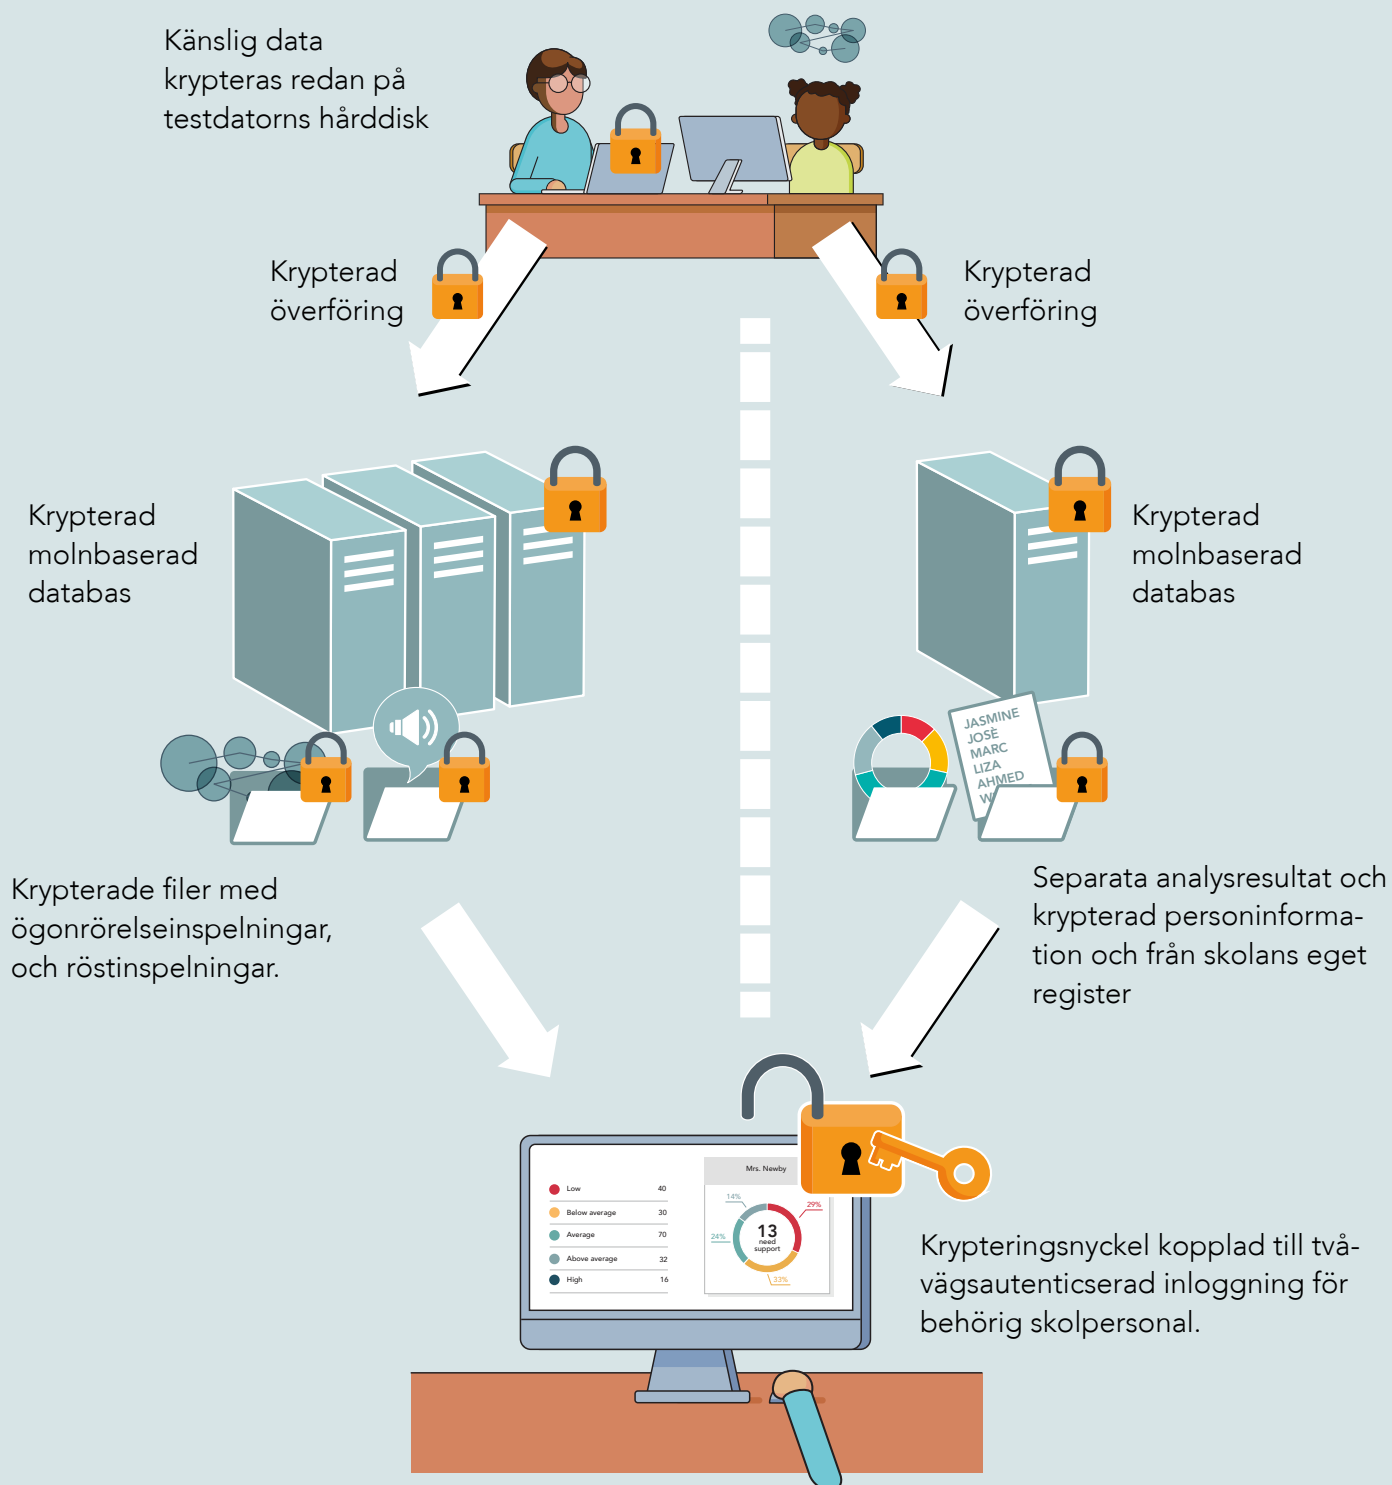 Känslig data
krypteras redan på
testdatorns hårddisk
Krypterad
överföring
Krypterad
överföring
Krypterad
molnbaserad
databas
Krypterad
molnbaserad
databas
JASMINE
JOSÈ
MARC
LIZA
AHMED
Krypterade filer med
ögonrörelseinspelningar,
och röstinspelningar.
Separata analysresultat och
krypterad personinforma-
tion och från skolans eget
register
Low 40
Below average 30
Average 70
Above average 32
High 16
Mrs. Newby
14%
29%
24%
33%
13
need
support
Krypteringsnyckel kopplad till två-
vägsautenticserad inloggning för
behörig skolpersonal.